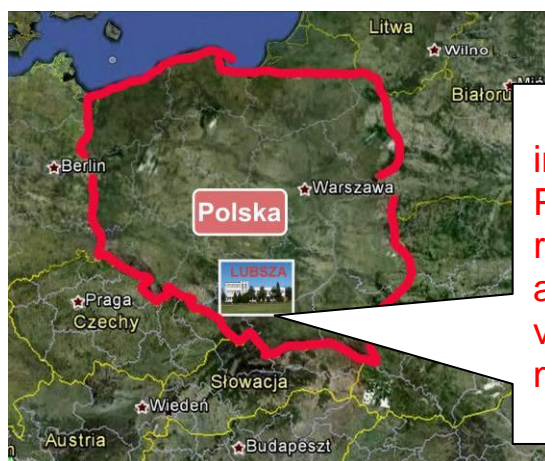 Litwa
Wilno
Białoru
Berlin
Warszawa
Polska
LUBSZA
Praga
Czechy
Słowacja
Wiedeń
Austria
Budapeszt